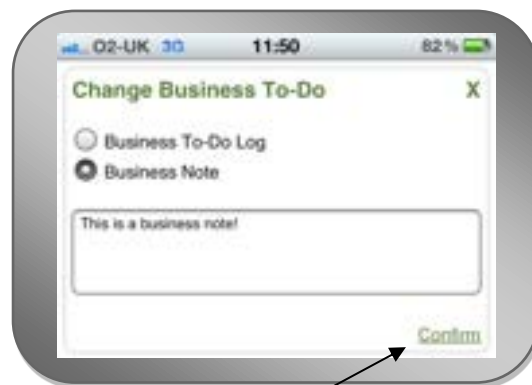 O2-UK 3G 11:50 82%
Change Business To-Do X
Business To-Do Log
Business Note
This is a business note!
Confirm